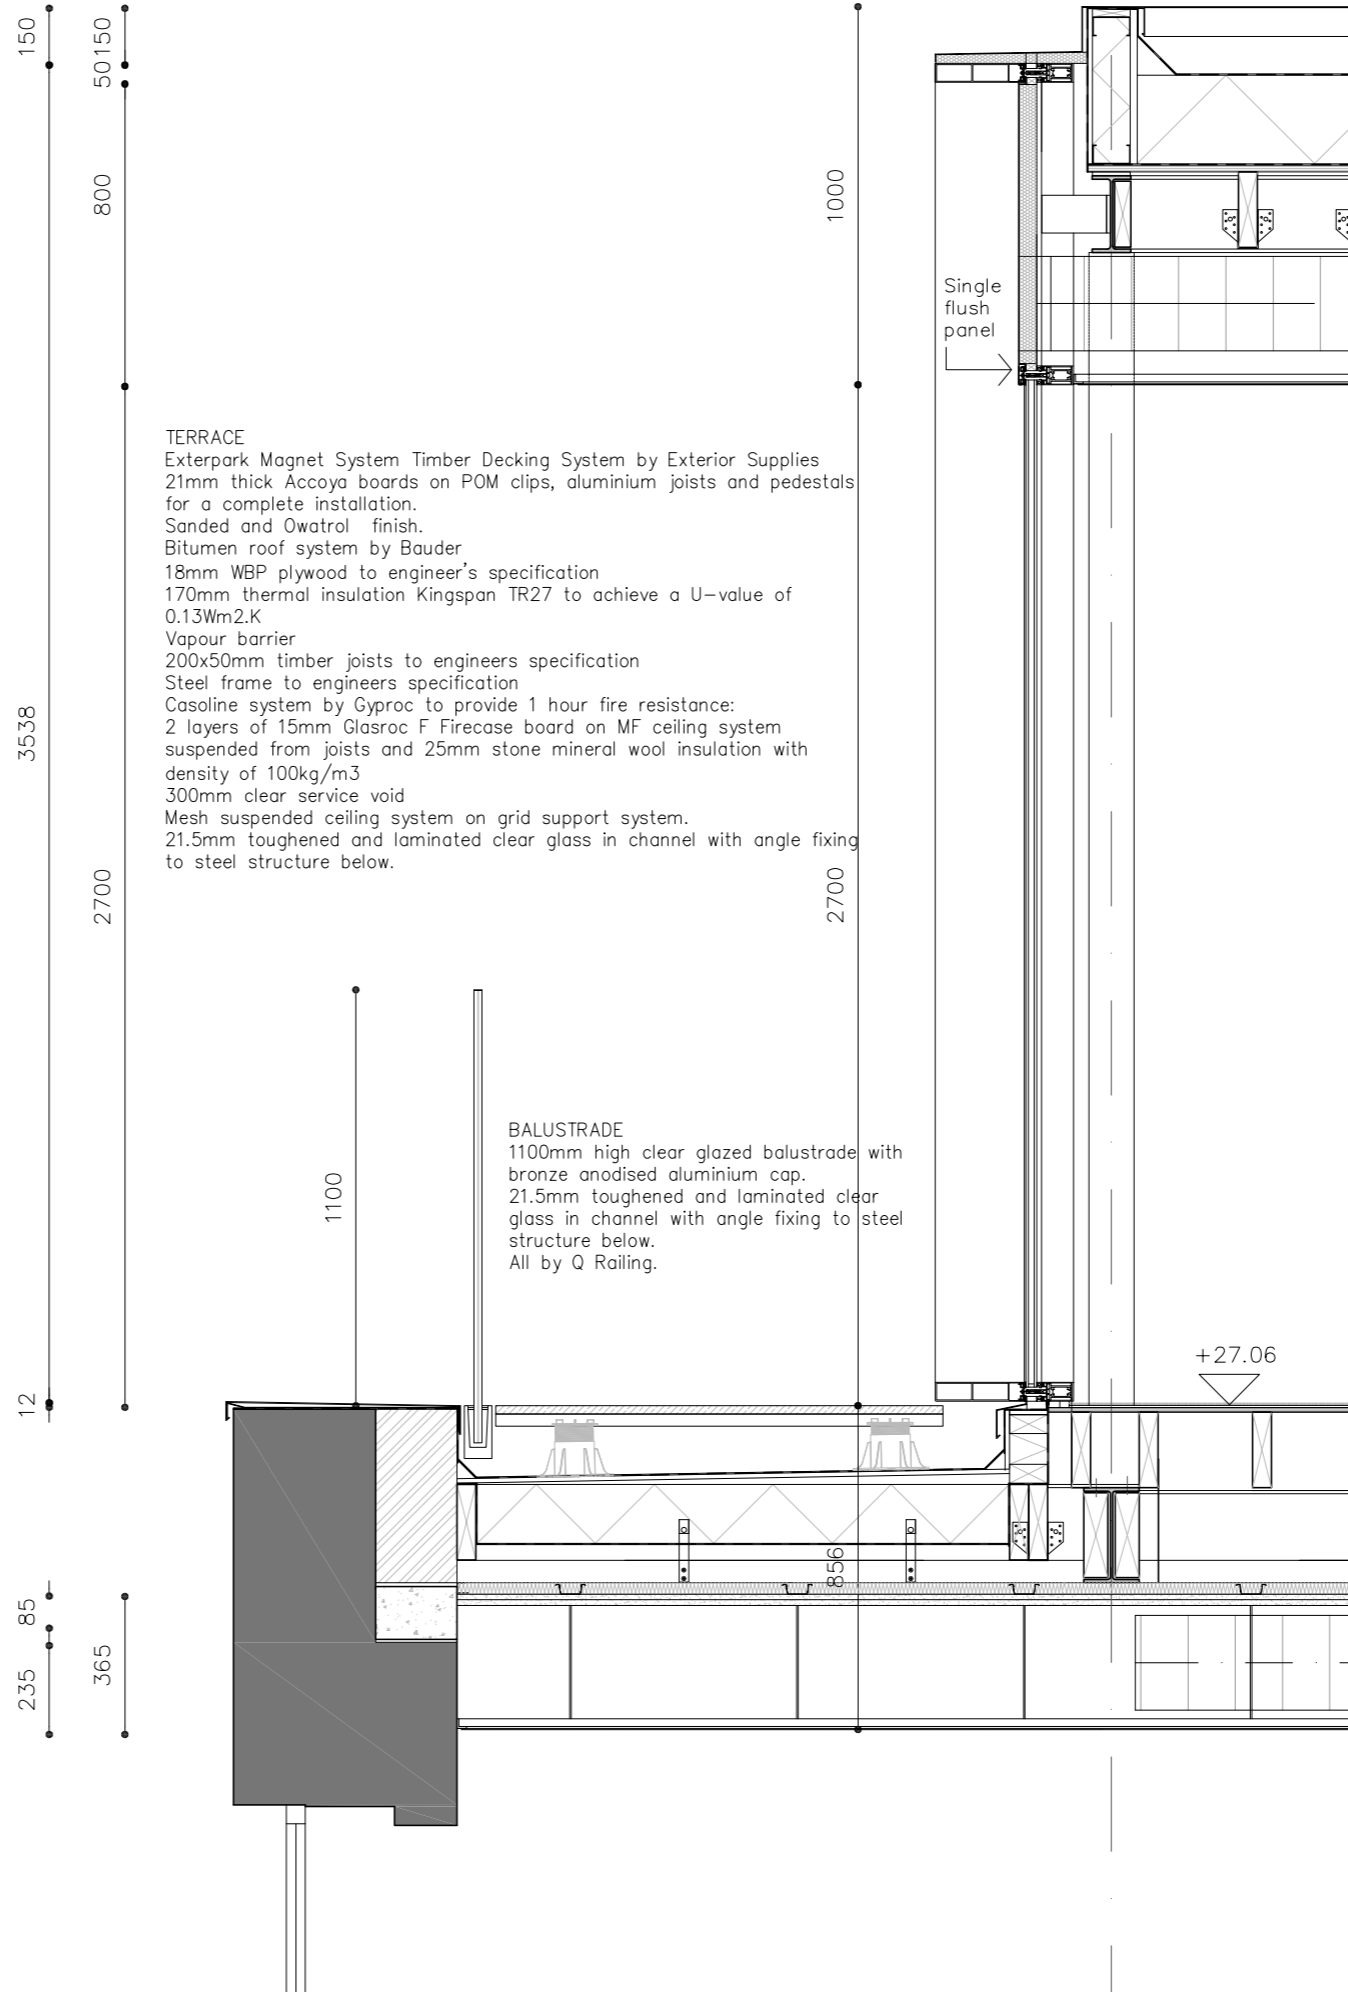 150
50150
800
1000
Single
flush
panel
TERRACE
Exterpark Magnet System Timber Decking System by Exterior Supplies
21mm thick Accoya boards on POM clips, aluminium joists and pedestals
for a complete installation.
Sanded and Owatrol finish.
Bitumen roof system by Bauder
18mm WBP plywood to engineer's specification
170mm thermal insulation Kingspan TR27 to achieve a U-value of
0.13Wm2.K
Vapour barrier
200x50mm timber joists to engineers specification
Steel frame to engineers specification
Casoline system by Gyproc to provide 1 hour fire resistance:
2 layers of 15mm Glasroc F Firecase board on MF ceiling system
suspended from joists and 25mm stone mineral wool insulation with
density of 100kg/m3
300mm clear service void
Mesh suspended ceiling system on grid support system.
21.5mm toughened and laminated clear glass in channel with angle fixing
to steel structure below.
3538
2700
2700
BALUSTRADE
1100mm high clear glazed balustrade with
bronze anodised aluminium cap.
21.5mm toughened and laminated clear
glass in channel with angle fixing to steel
structure below.
All by Q Railing.
1100
+27.06
12
856
85
365
235